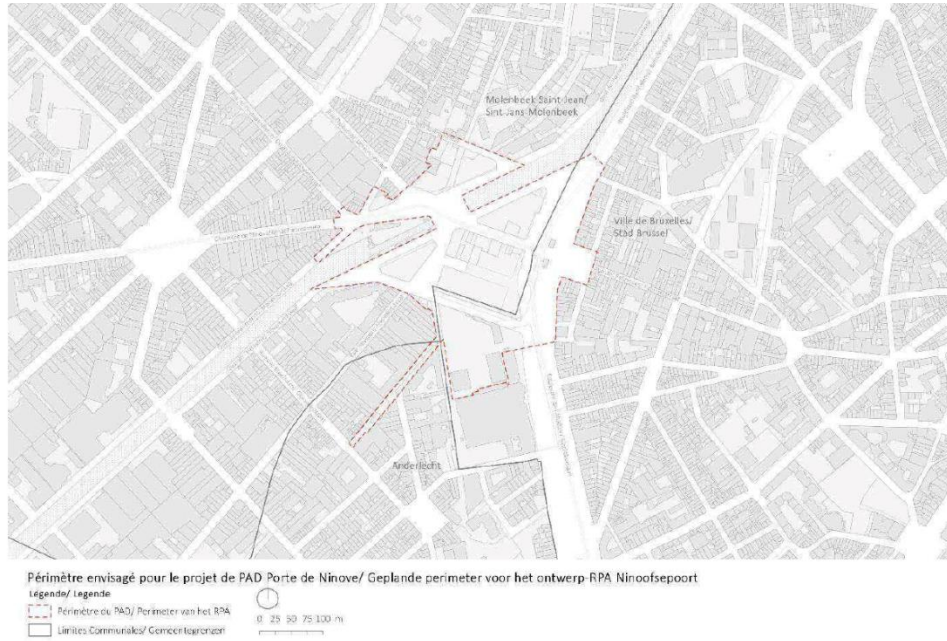 Molenbeek-Saint-Jean/
Sint-Jans-Molenbeek
Ville de Bruxelles/
Stad Brussel
Anderlecht
Périmètre envisagé pour le projet de PAD Porte de Ninove/ Geplande perimeter voor het ontwerp-RPA Ninoofsepoort
Légende/ Legende
Périmètre du PAD/ Perimeter van het RPA
Limites Communales/ Gemeentegrenzen
0 25 50 75 100 m